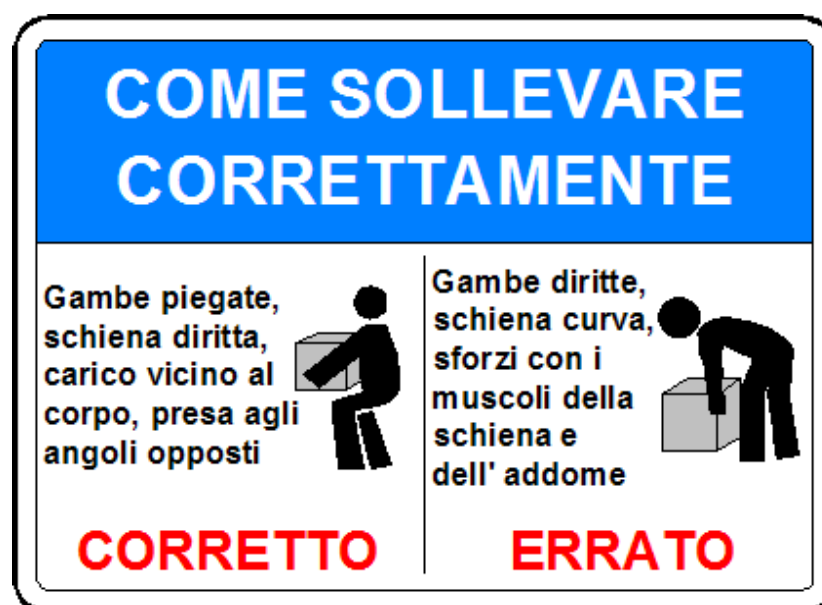 COME SOLLEVARE
CORRETTAMENTE
Gambe piegate,
schiena diritta,
carico vicino al
corpo, presa agli
angoli opposti
CORRETTO
Gambe diritte,
schiena curva,
sforzi con i
muscoli della
schiena e
dell' addome
ERRATO